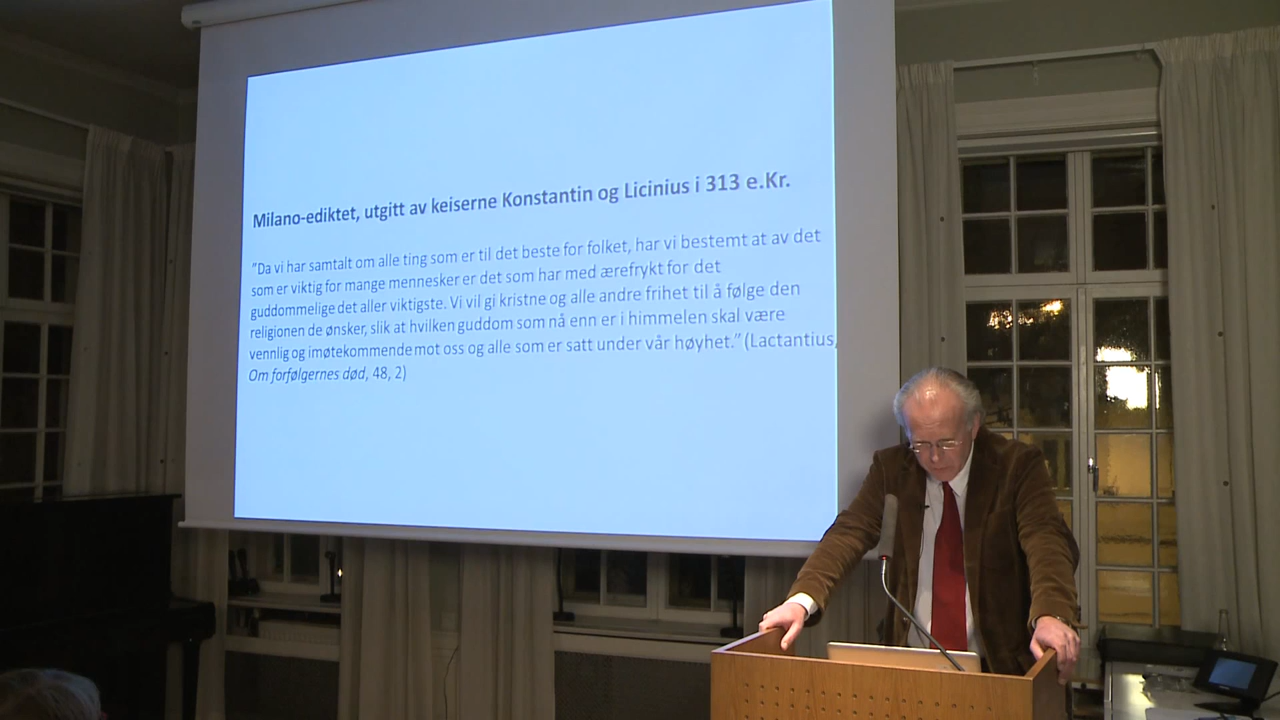 Milano-ediktet, utgitt av keiserne Konstantin og Licinius i 313 e.Kr.
"Da vi har samtalt om alle ting som er til det beste for folket, har vi bestemt at av det
som er viktig for mange mennesker er det som har med ærefrykt for det
guddommelige det aller viktigste. Vi vil gi kristne og alle andre frihet til å følge den
religionen de ønsker, slik at hvilken guddom som nå enn er i himmelen skal være
vennlig og imøtekommende mot oss og alle som er satt under vår høyhet." (Lactantius,
Om forfølgernes død, 48, 2)